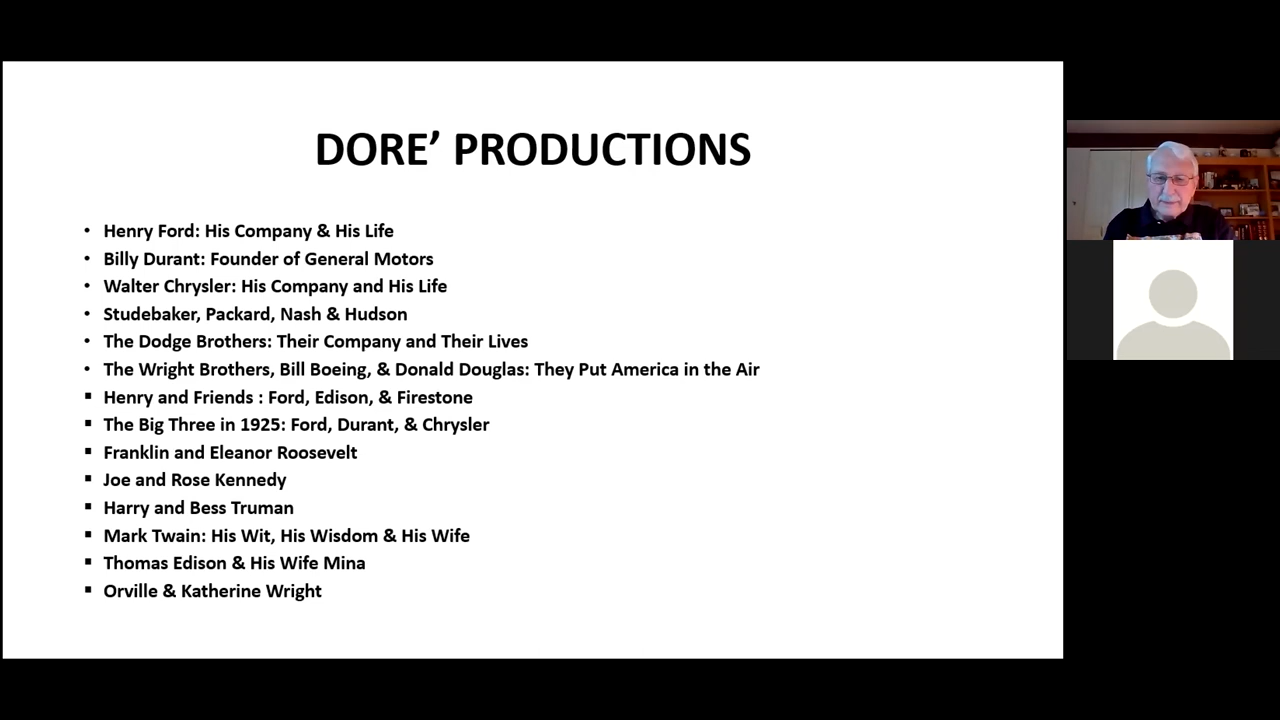 DORE’ PRODUCTIONS
• Henry Ford: His Company & His Life
• Billy Durant: Founder of General Motors
• Walter Chrysler: His Company and His Life
• Studebaker, Packard, Nash & Hudson
• The Dodge Brothers: Their Company and Their Lives
• The Wright Brothers, Bill Boeing, & Donald Douglas: They Put America in the Air
▪ Henry and Friends : Ford, Edison, & Firestone
▪ The Big Three in 1925: Ford, Durant, & Chrysler
▪ Franklin and Eleanor Roosevelt
▪ Joe and Rose Kennedy
▪ Harry and Bess Truman
▪ Mark Twain: His Wit, His Wisdom & His Wife
▪ Thomas Edison & His Wife Mina
▪ Orville & Katherine Wright